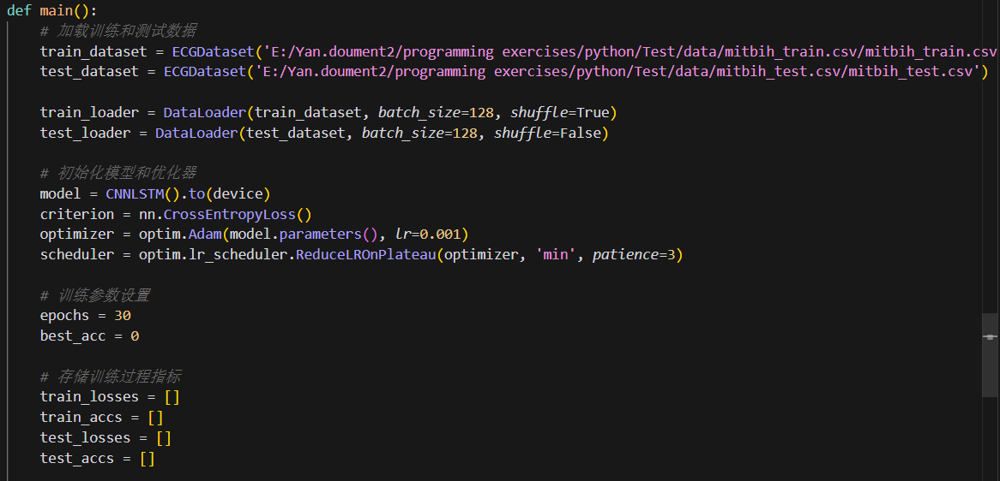 def main():
    # 加载训练和测试数据
    train_dataset = ECGDataset('E:/Yan.doument2/programming exercises/python/Test/data/mitbih_train.csv/mitbih_train.csv
    test_dataset = ECGDataset('E:/Yan.doument2/programming exercises/python/Test/data/mitbih_test.csv/mitbih_test.csv')
    train_loader = DataLoader(train_dataset, batch_size=128, shuffle=True)
    test_loader = DataLoader(test_dataset, batch_size=128, shuffle=False)
    # 初始化模型和优化器
    model = CNNLSTM().to(device)
    criterion = nn.CrossEntropyLoss()
    optimizer = optim.Adam(model.parameters(), lr=0.001)
    scheduler = optim.lr_scheduler.ReduceLROnPlateau(optimizer, 'min', patience=3)
    # 训练参数设置
    epochs = 30
    best_acc = 0
    # 存储训练过程指标
    train_losses = []
    train_accs = []
    test_losses = []
    test_accs = []